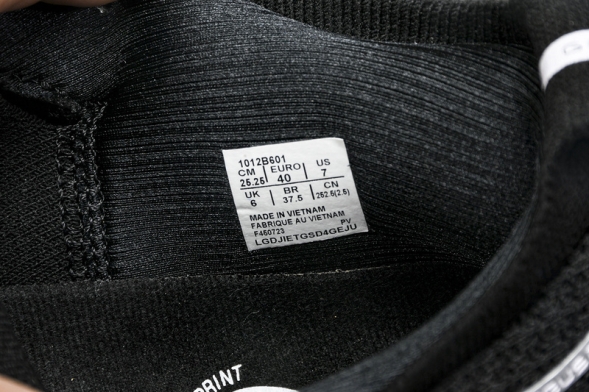 1012B601
CM EURO US
25.25 40 7
UK BR CN
6 37.5 252.5(2.5)
MADE IN VIETNAM
FABRIQUE AU VIETNAM
F460723 PV
LGDJIETGSD4GEJU
PRINT